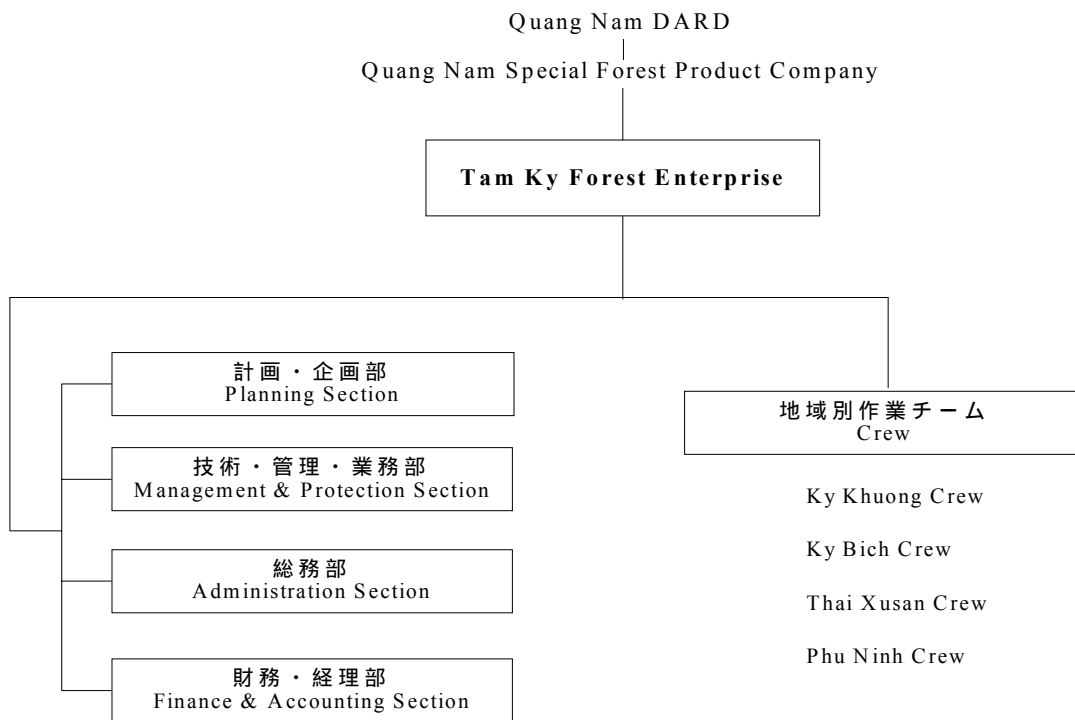 Quang Nam DARD
Quang Nam Special Forest Product Company
Tam Ky Forest Enterprise
計画・企画部
Planning Section
技術・管理・業務部
Management & Protection Section
総務部
Administration Section
財務・経理部
Finance & Accounting Section
地域別作業チーム
Crew
Ky Khuong Crew
Ky Bich Crew
Thai Xusan Crew
Phu Ninh Crew